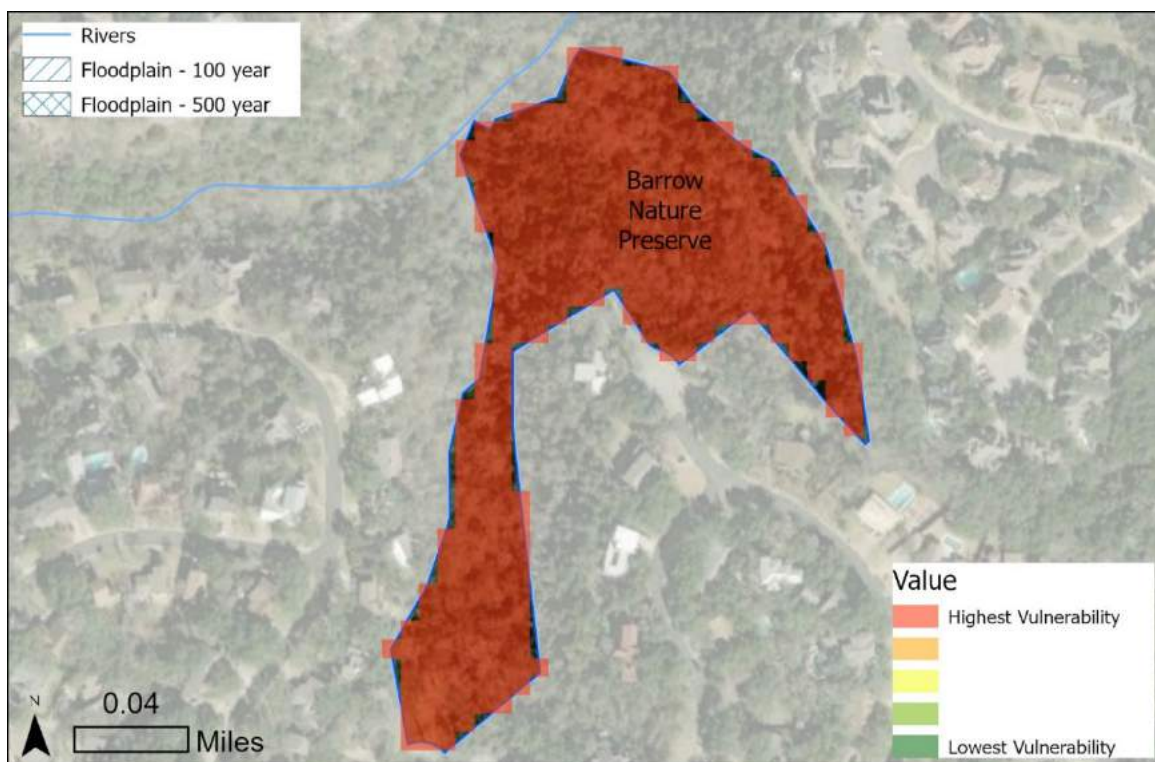 Rivers
Floodplain - 100 year
Floodplain - 500 year
Barrow
Nature
Preserve
N
0.04
Miles
Value
Highest Vulnerability
Lowest Vulnerability